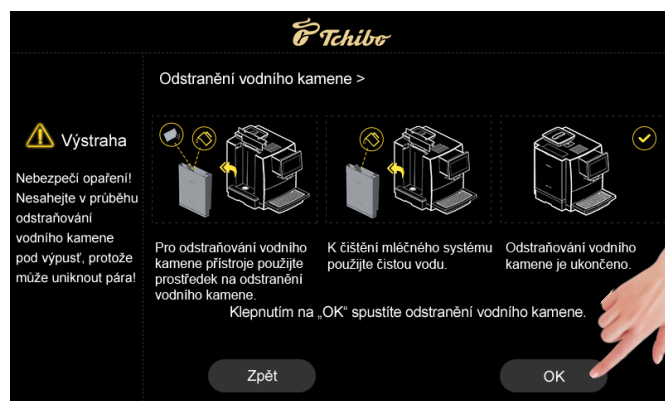 Tchibo
Odstranění vodního kamene >
Výstraha
Nebezpečí opaření!
Nesahejte v průběhu
odstraňování
vodního kamene
pod výpusť, protože
může uniknout pára!
Pro odstraňování vodního
kamene přístroje použijte
prostředek na odstranění
vodního kamene.
K čištění mléčného systému
použijte čistou vodu.
Odstraňování vodního
kamene je ukončeno.
Klepnutím na „OK“ spustíte odstranění vodního kamene.
Zpět
OK